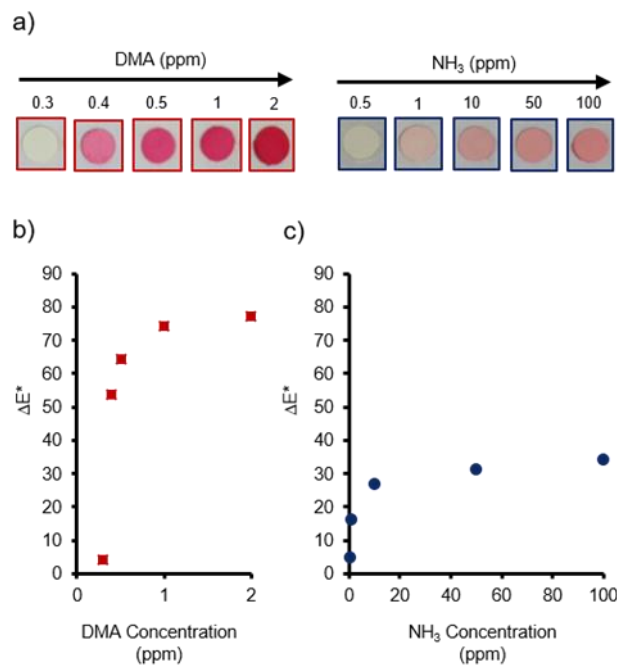 a)
DMA (ppm)
0.3 0.4 0.5 1 2
NH₃ (ppm)
0.5 1 10 50 100
b)
90
80
70
60
50
40
30
20
10
0
ΔE*
0 1 2
DMA Concentration
(ppm)
c)
90
80
70
60
50
40
30
20
10
0
ΔE*
0 20 40 60 80 100
NH₃ Concentration
(ppm)